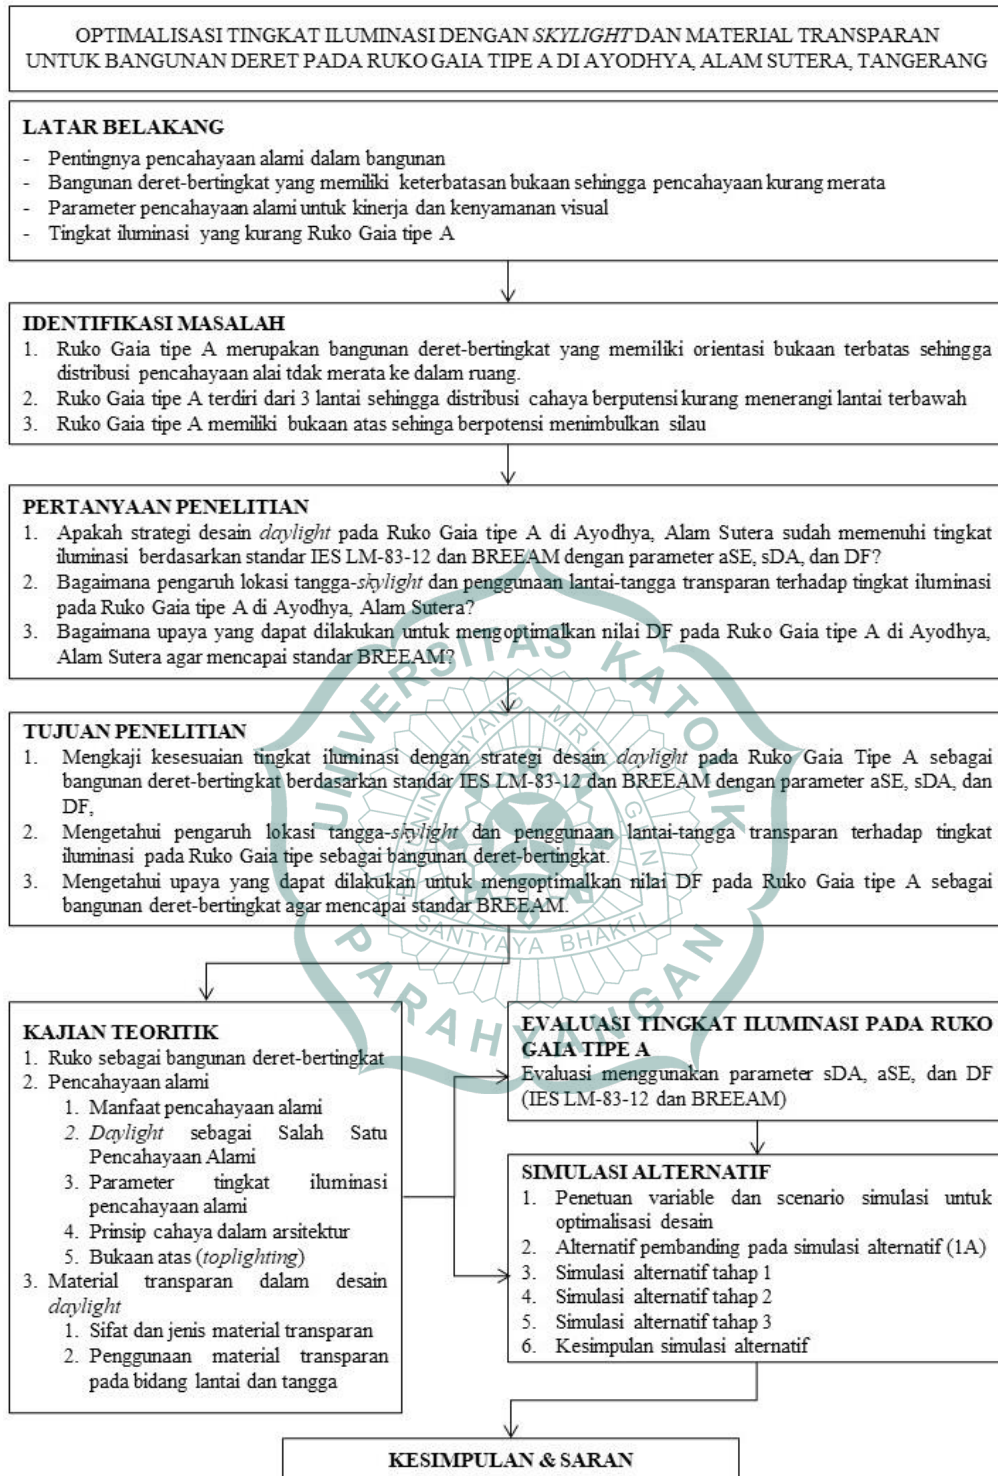 OPTIMALISASI TINGKAT ILUMINASI DENGAN SKYLIGHT DAN MATERIAL TRANSPARAN
UNTUK BANGUNAN DERET PADA RUKO GAIA TIPE A DI AYODHYA, ALAM SUTERA, TANGERANG
LATAR BELAKANG
- Pentingnya pencahayaan alami dalam bangunan
- Bangunan deret-bertingkat yang memiliki keterbatasan bukaan sehingga pencahayaan kurang merata
- Parameter pencahayaan alami untuk kinerja dan kenyamanan visual
- Tingkat iluminasi yang kurang Ruko Gaia tipe A
IDENTIFIKASI MASALAH
1. Ruko Gaia tipe A merupakan bangunan deret-bertingkat yang memiliki orientasi bukaan terbatas sehingga
distribusi pencahayaan alai tdak merata ke dalam ruang.
2. Ruko Gaia tipe A terdiri dari 3 lantai sehingga distribusi cahaya berputensi kurang menerangi lantai terbawah
3. Ruko Gaia tipe A memiliki bukaan atas sehinga berpotensi menimbulkan silau
PERTANYAAN PENELITIAN
1. Apakah strategi desain daylight pada Ruko Gaia tipe A di Ayodhya, Alam Sutera sudah memenuhi tingkat
iluminasi berdasarkan standar IES LM-83-12 dan BREEAM dengan parameter aSE, sDA, dan DF?
2. Bagaimana pengaruh lokasi tangga-skylight dan penggunaan lantai-tangga transparan terhadap tingkat iluminasi
pada Ruko Gaia tipe A di Ayodhya, Alam Sutera?
3. Bagaimana upaya yang dapat dilakukan untuk mengoptimalkan nilai DF pada Ruko Gaia tipe A di Ayodhya,
Alam Sutera agar mencapai standar BREEAM?
TUJUAN PENELITIAN
1. Mengkaji kesesuaian tingkat iluminasi dengan strategi desain daylight pada Ruko Gaia Tipe A sebagai
bangunan deret-bertingkat berdasarkan standar IES LM-83-12 dan BREEAM dengan parameter aSE, sDA, dan
DF,
2. Mengetahui pengaruh lokasi tangga-skylight dan penggunaan lantai-tangga transparan terhadap tingkat
iluminasi pada Ruko Gaia tipe sebagai bangunan deret-bertingkat.
3. Mengetahui upaya yang dapat dilakukan untuk mengoptimalkan nilai DF pada Ruko Gaia tipe A sebagai
bangunan deret-bertingkat agar mencapai standar BREEAM.
KAJIAN TEORITIK
1. Ruko sebagai bangunan deret-bertingkat
2. Pencahayaan alami
1. Manfaat pencahayaan alami
2. Daylight sebagai Salah Satu
Pencahayaan Alami
3. Parameter tingkat iluminasi
pencahayaan alami
4. Prinsip cahaya dalam arsitektur
5. Bukaan atas (toplighting)
3. Material transparan dalam desain
daylight
1. Sifat dan jenis material transparan
2. Penggunaan material transparan
pada bidang lantai dan tangga
EVALUASI TINGKAT ILUMINASI PADA RUKO
GAIA TIPE A
Evaluasi menggunakan parameter sDA, aSE, dan DF
(IES LM-83-12 dan BREEAM)
SIMULASI ALTERNATIF
1. Penetuan variable dan scenario simulasi untuk
optimalisasi desain
2. Alternatif pembanding pada simulasi alternatif (1A)
3. Simulasi alternatif tahap 1
4. Simulasi alternatif tahap 2
5. Simulasi alternatif tahap 3
6. Kesimpulan simulasi alternatif
KESIMPULAN & SARAN
UNIVERSITAS KATOLIK
PARAHYANGAN
SANTYAYA BHAKTI